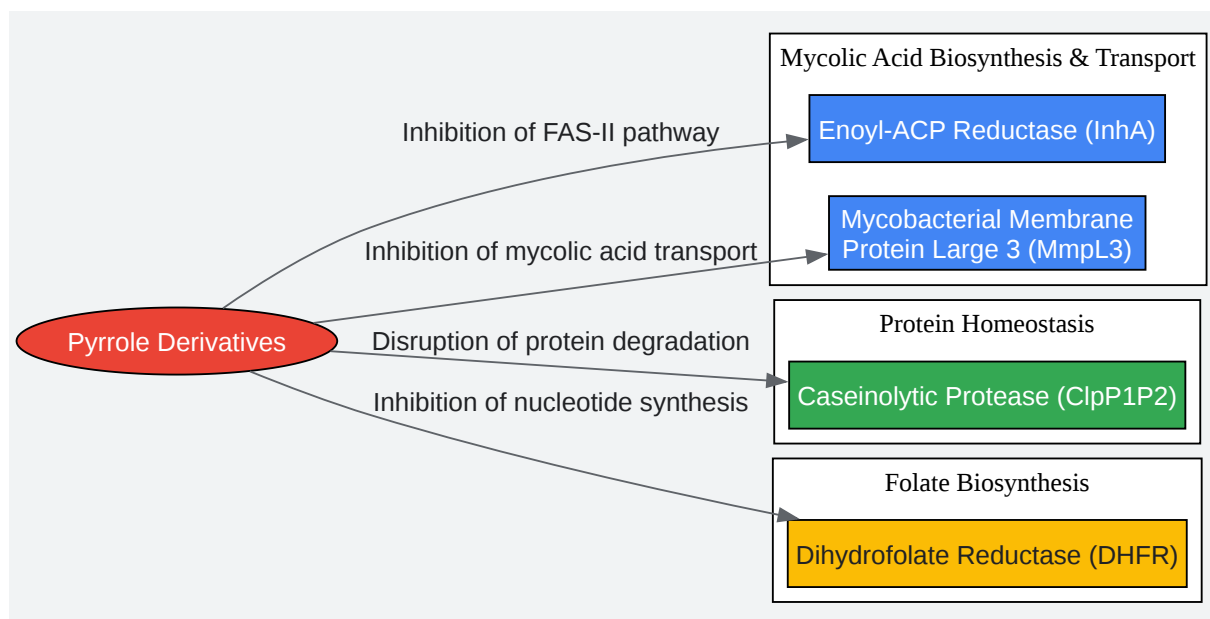 Mycolic Acid Biosynthesis & Transport
Enoyl-ACP Reductase (InhA)
Inhibition of FAS-II pathway
Mycobacterial Membrane
Protein Large 3 (MmpL3)
Inhibition of mycolic acid transport
Pyrrole Derivatives
Protein Homeostasis
Disruption of protein degradation
Caseinolytic Protease (ClpP1P2)
Inhibition of nucleotide synthesis
Folate Biosynthesis
Dihydrofolate Reductase (DHFR)